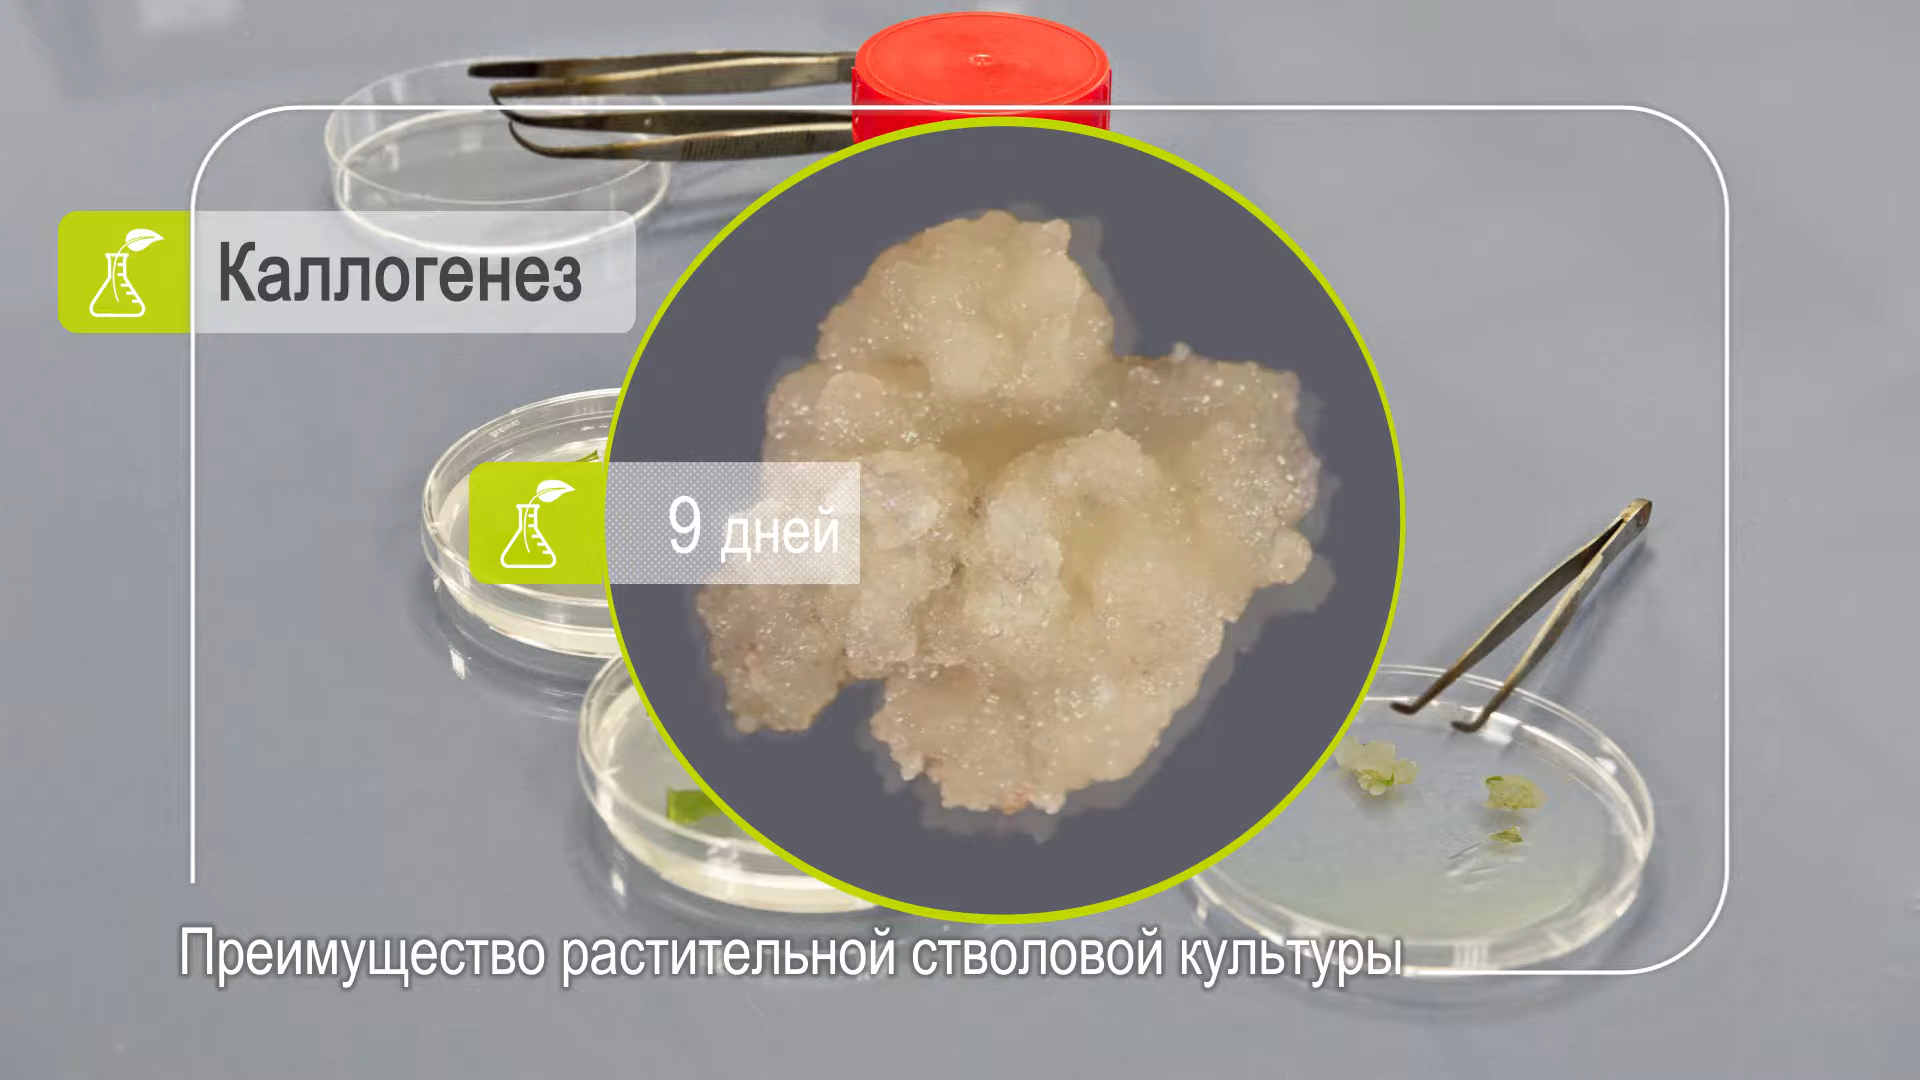 Каллогенез
9 дней
Преимущество растительной стволовой культуры